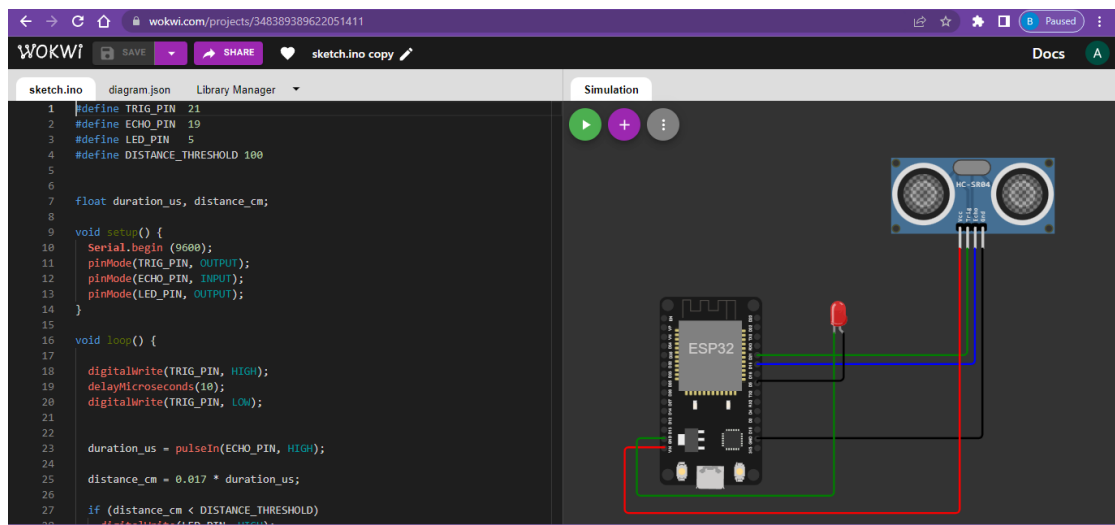 wokwi.com/projects/348389389622051411
B Paused
WOKWI SAVE SHARE sketch.ino copy Docs A
sketch.ino diagram.json Library Manager Simulation
1 #define TRIG_PIN 21
2 #define ECHO_PIN 19
3 #define LED_PIN 5
4 #define DISTANCE_THRESHOLD 100
5
6
7 float duration_us, distance_cm;
8
9 void setup() {
10 Serial.begin (9600);
11 pinMode(TRIG_PIN, OUTPUT);
12 pinMode(ECHO_PIN, INPUT);
13 pinMode(LED_PIN, OUTPUT);
14 }
15
16 void loop() {
17
18 digitalWrite(TRIG_PIN, HIGH);
19 delayMicroseconds(10);
20 digitalWrite(TRIG_PIN, LOW);
21
22
23 duration_us = pulseIn(ECHO_PIN, HIGH);
24
25 distance_cm = 0.017 * duration_us;
26
27 if (distance_cm < DISTANCE_THRESHOLD)
HC-SR04
Vcc
Trig
Echo
Gnd
ESP32